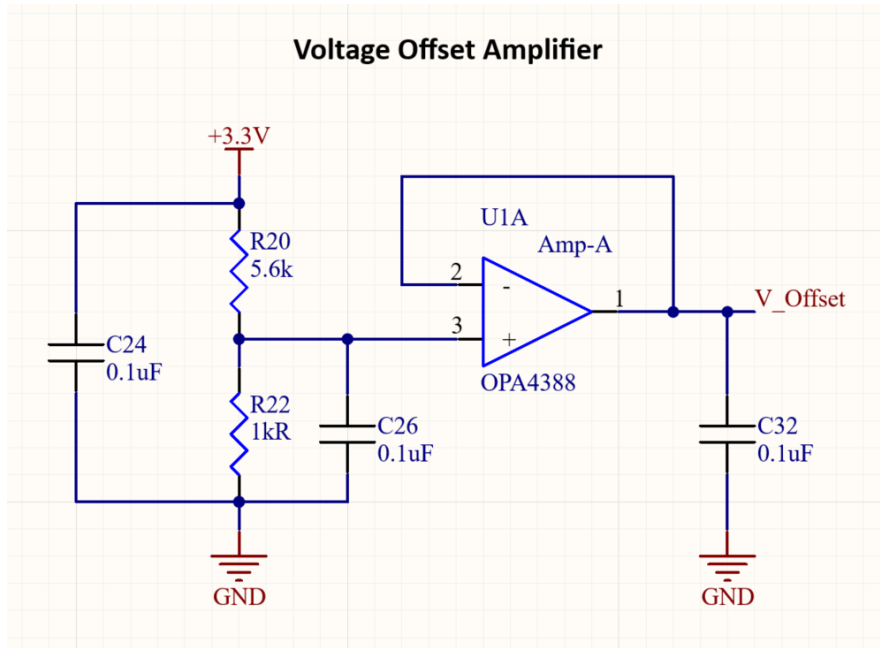 Voltage Offset Amplifier
+3.3V
R20
5.6k
C24
0.1uF
R22
1kR
C26
0.1uF
U1A
Amp-A
2
-
3
+
1
OPA4388
V_Offset
C32
0.1uF
GND
GND